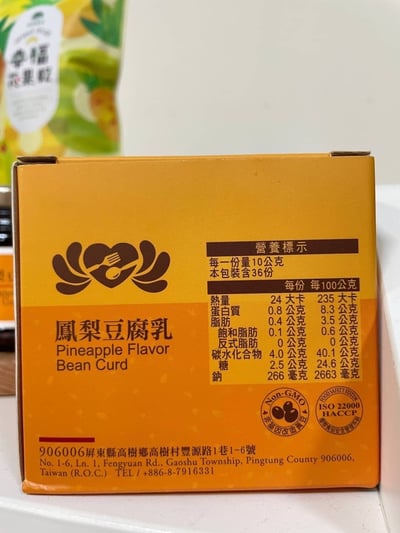 幸福
果乾
鳳梨豆腐乳
Pineapple Flavor
Bean Curd
營養標示
每一份量10公克
本包裝含36份
每份 每100公克
熱量 24 大卡 235 大卡
蛋白質 0.8 公克 8.3 公克
脂肪 0.4 公克 3.5 公克
飽和脂肪 0.1 公克 0.6 公克
反式脂肪 0 公克 0 公克
碳水化合物 4.0 公克 40.1 公克
糖 2.5 公克 24.6 公克
鈉 266 毫克 2663 毫克
Non-GMO
非基因改造黃豆
ISO 22000
HACCP
906006屏東縣高樹鄉高樹村豐源路1巷1-6號
No. 1-6, Ln. 1, Fengyuan Rd., Gaoshu Township, Pingtung County 906006,
Taiwan (R.O.C.) TEL / +886-8-7916331